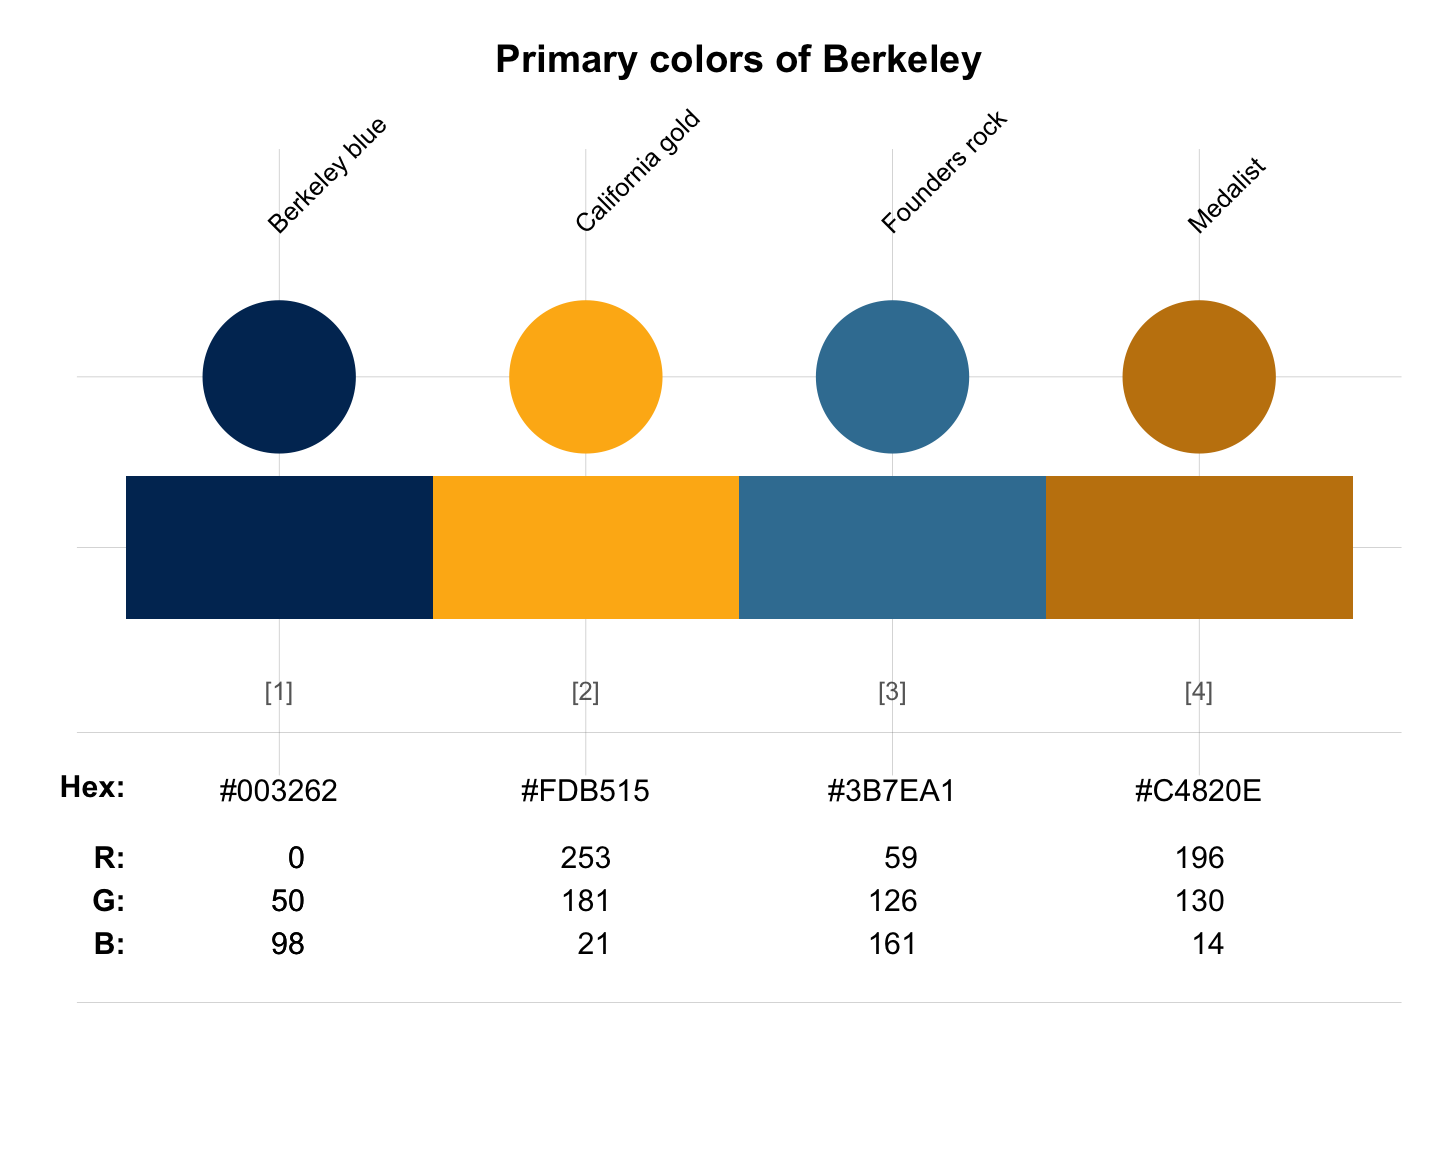 Primary colors of Berkeley
Berkeley blue California gold Founders rock Medalist
[1] [2] [3] [4]
Hex: #003262 #FDB515 #3B7EA1 #C4820E
R: 0 253 59 196
G: 50 181 126 130
B: 98 21 161 14